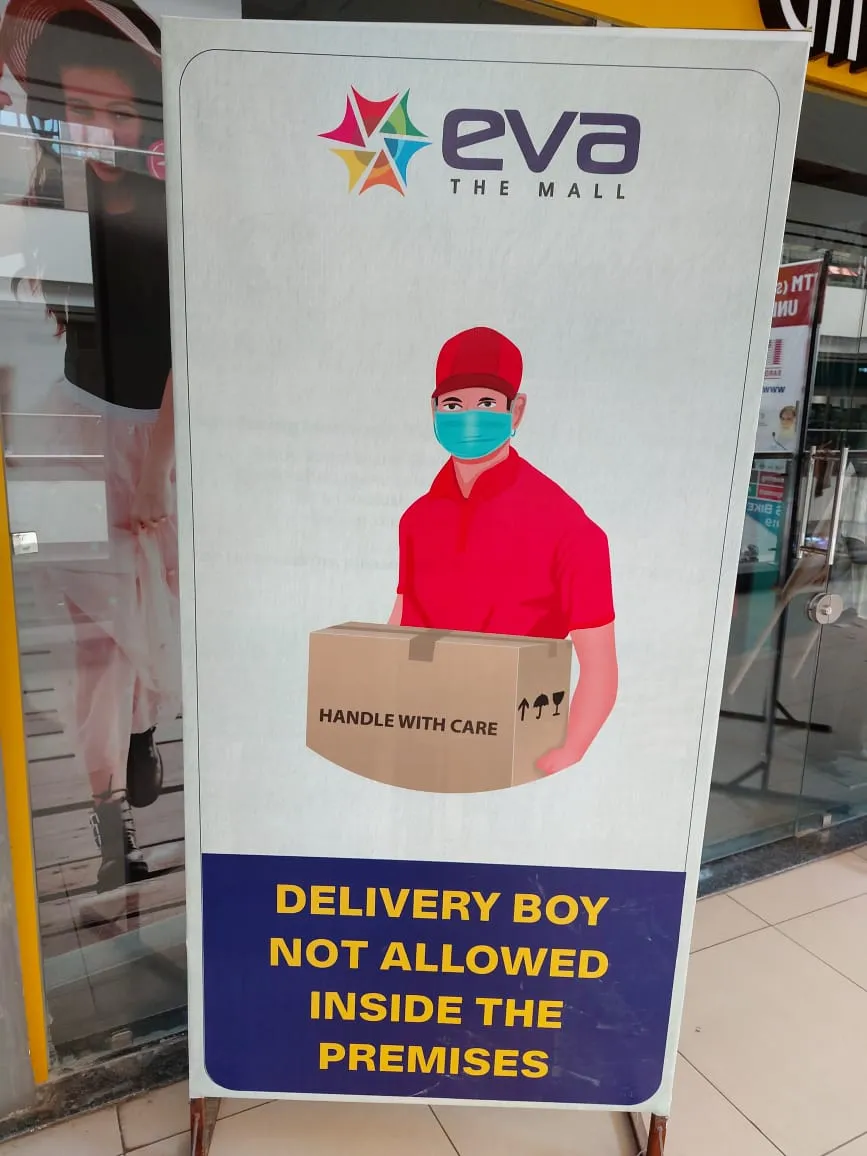 eva
THE MALL
HANDLE WITH CARE
DELIVERY BOY
NOT ALLOWED
INSIDE THE
PREMISES